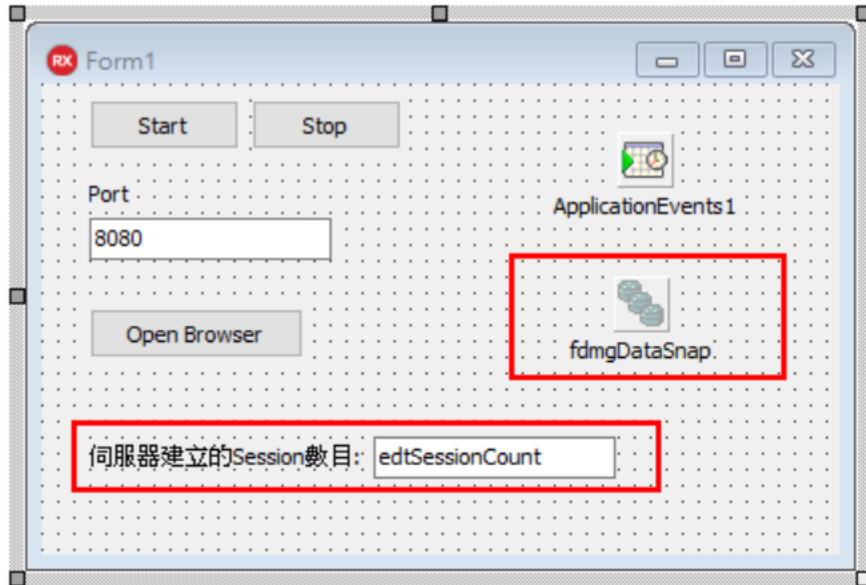 RX Form1
Start Stop
ApplicationEvents1
Port
8080
fdmgDataSnap
Open Browser
伺服器建立的Session數目: edtSessionCount